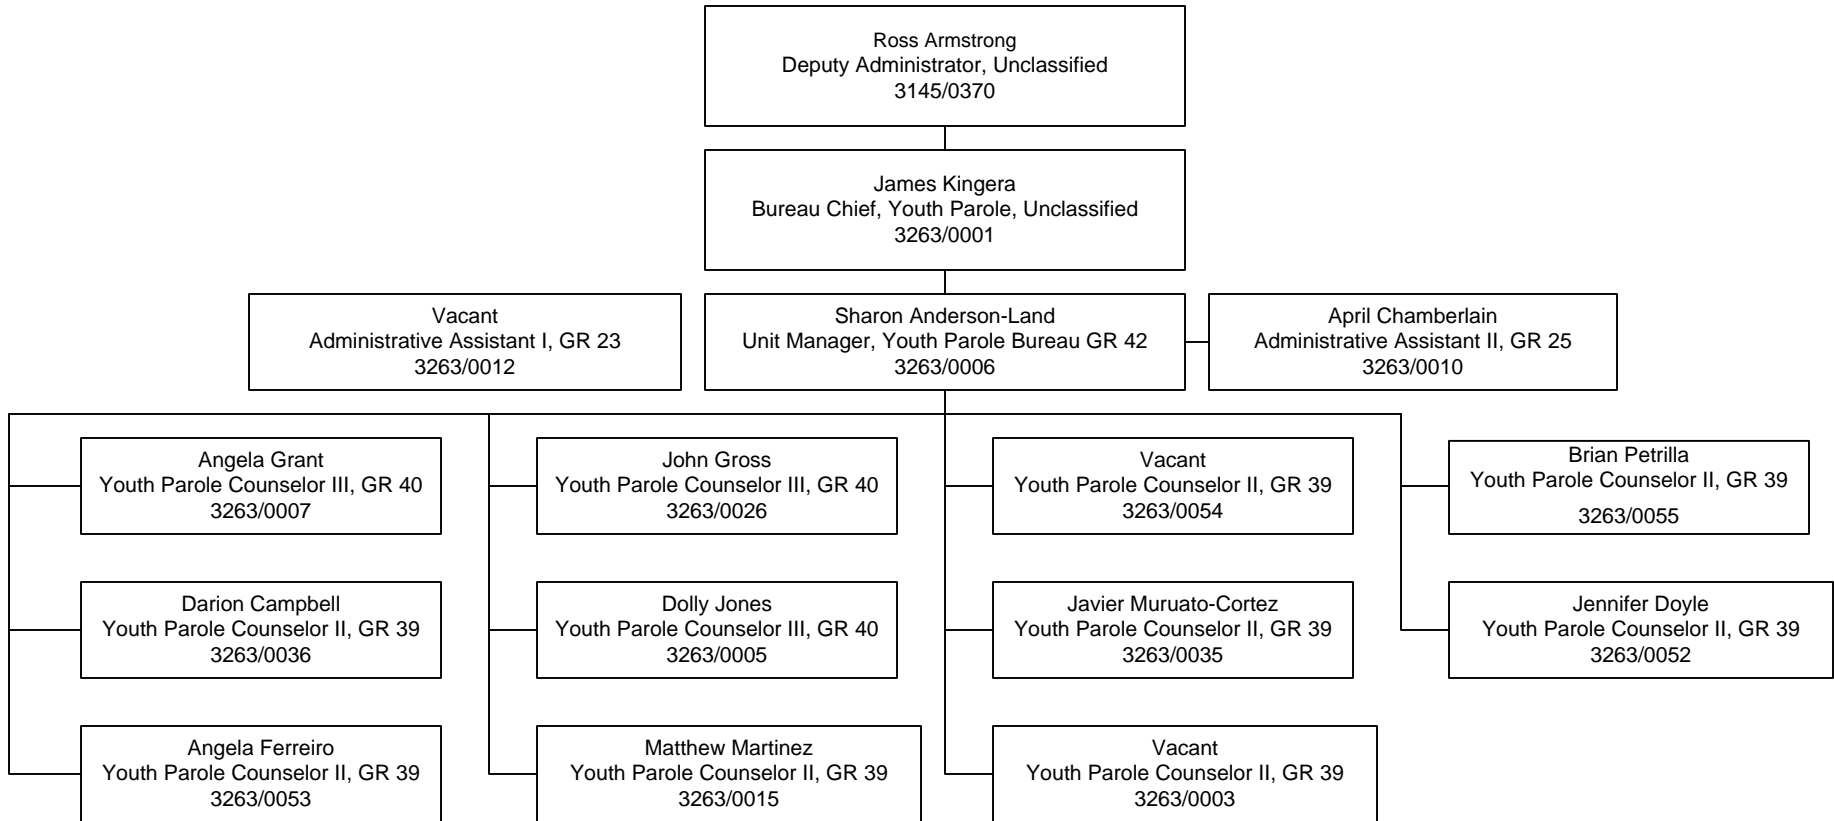 Ross Armstrong
Deputy Administrator, Unclassified
3145/0370
James Kingera
Bureau Chief, Youth Parole, Unclassified
3263/0001
Vacant
Administrative Assistant I, GR 23
3263/0012
Sharon Anderson-Land
Unit Manager, Youth Parole Bureau GR 42
3263/0006
April Chamberlain
Administrative Assistant II, GR 25
3263/0010
Angela Grant
Youth Parole Counselor III, GR 40
3263/0007
John Gross
Youth Parole Counselor III, GR 40
3263/0026
Vacant
Youth Parole Counselor II, GR 39
3263/0054
Brian Petrilla
Youth Parole Counselor II, GR 39
3263/0055
Darion Campbell
Youth Parole Counselor II, GR 39
3263/0036
Dolly Jones
Youth Parole Counselor III, GR 40
3263/0005
Javier Muruato-Cortez
Youth Parole Counselor II, GR 39
3263/0035
Jennifer Doyle
Youth Parole Counselor II, GR 39
3263/0052
Angela Ferreiro
Youth Parole Counselor II, GR 39
3263/0053
Matthew Martinez
Youth Parole Counselor II, GR 39
3263/0015
Vacant
Youth Parole Counselor II, GR 39
3263/0003